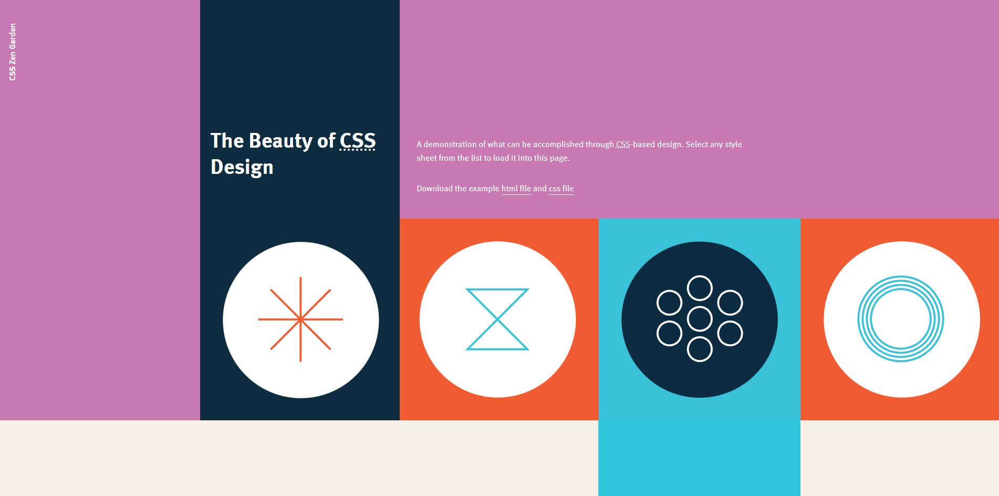 CSS Zen Garden
The Beauty of CSS
Design
A demonstration of what can be accomplished through CSS-based design. Select any style
sheet from the list to load it into this page.
Download the example html file and css file